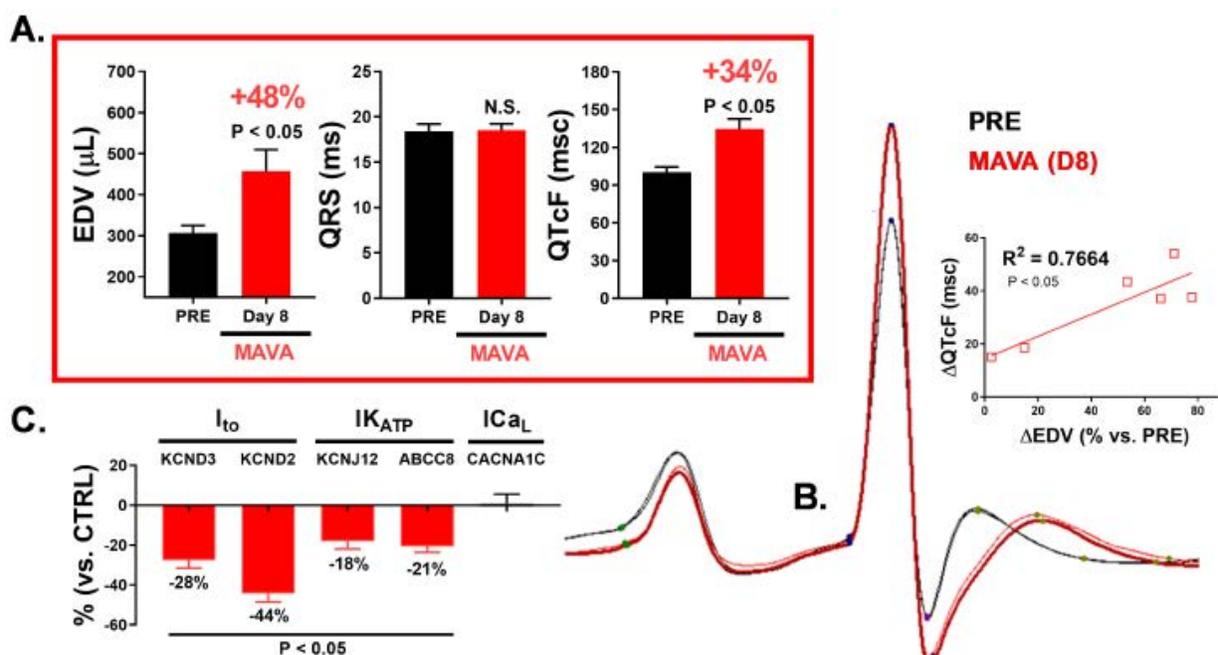 A.
700
600
500
400
300
200
EDV (µL)
+48%
P < 0.05
PRE
Day 8
MAVA
25
20
15
10
5
0
QRS (ms)
N.S.
PRE
Day 8
MAVA
180
150
120
90
60
30
0
QTcF (msc)
+34%
P < 0.05
PRE
Day 8
MAVA
PRE
MAVA (D8)
60
40
20
0
ΔQTcF (msc)
R² = 0.7664
P < 0.05
0 20 40 60 80
ΔEDV (% vs. PRE)
B.
C.
Ito IKATP ICaL
KCND3 KCND2 KCNJ12 ABCC8 CACNA1C
20
0
-20
-40
-60
% (vs. CTRL)
-28%
-44%
-18%
-21%
P < 0.05